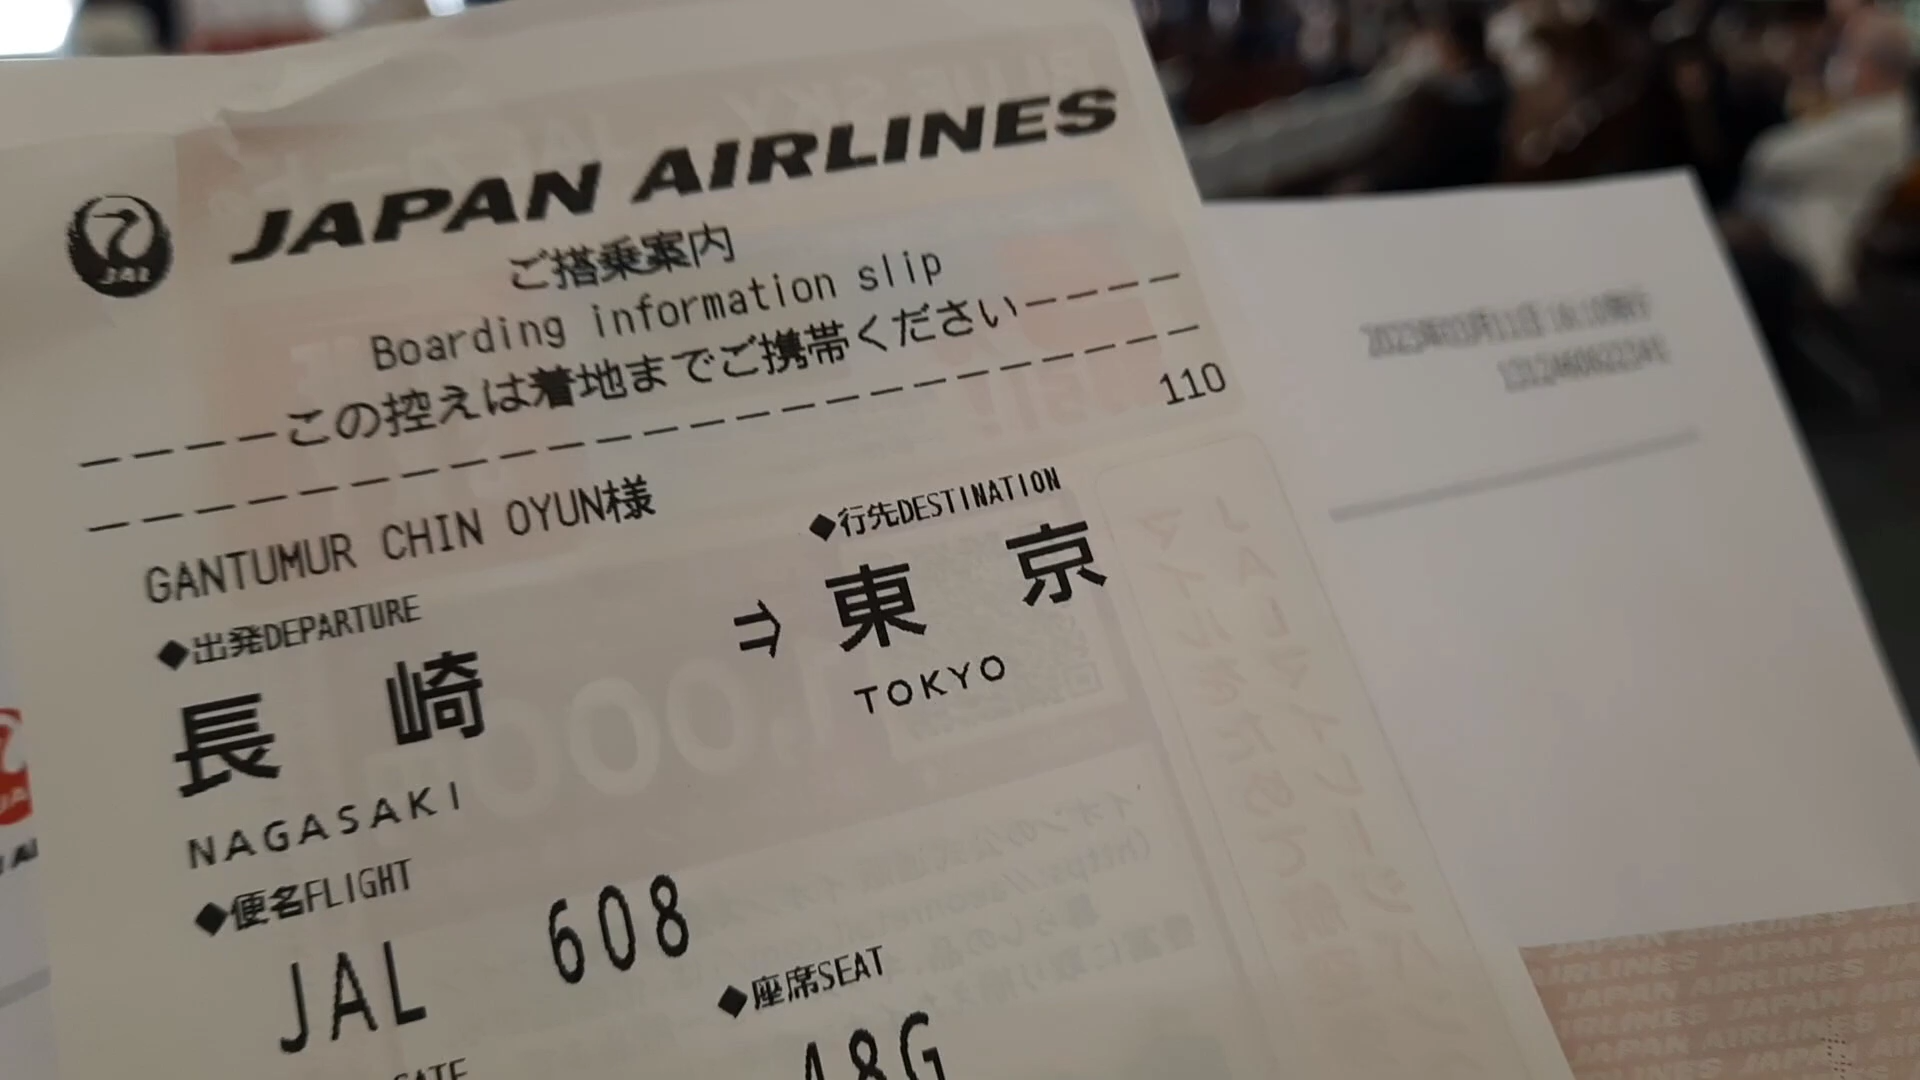 JAPAN AIRLINES
JAL
ご搭乗案内
Boarding information slip
----この控えは着地までご携帯ください----
110
GANTUMUR CHIN OYUN様
◆出発DEPARTURE
◆行先DESTINATION
長崎 ⇒ 東京
NAGASAKI
TOKYO
◆便名FLIGHT
JAL 608
◆座席SEAT
48G
JAPAN AIRLINES